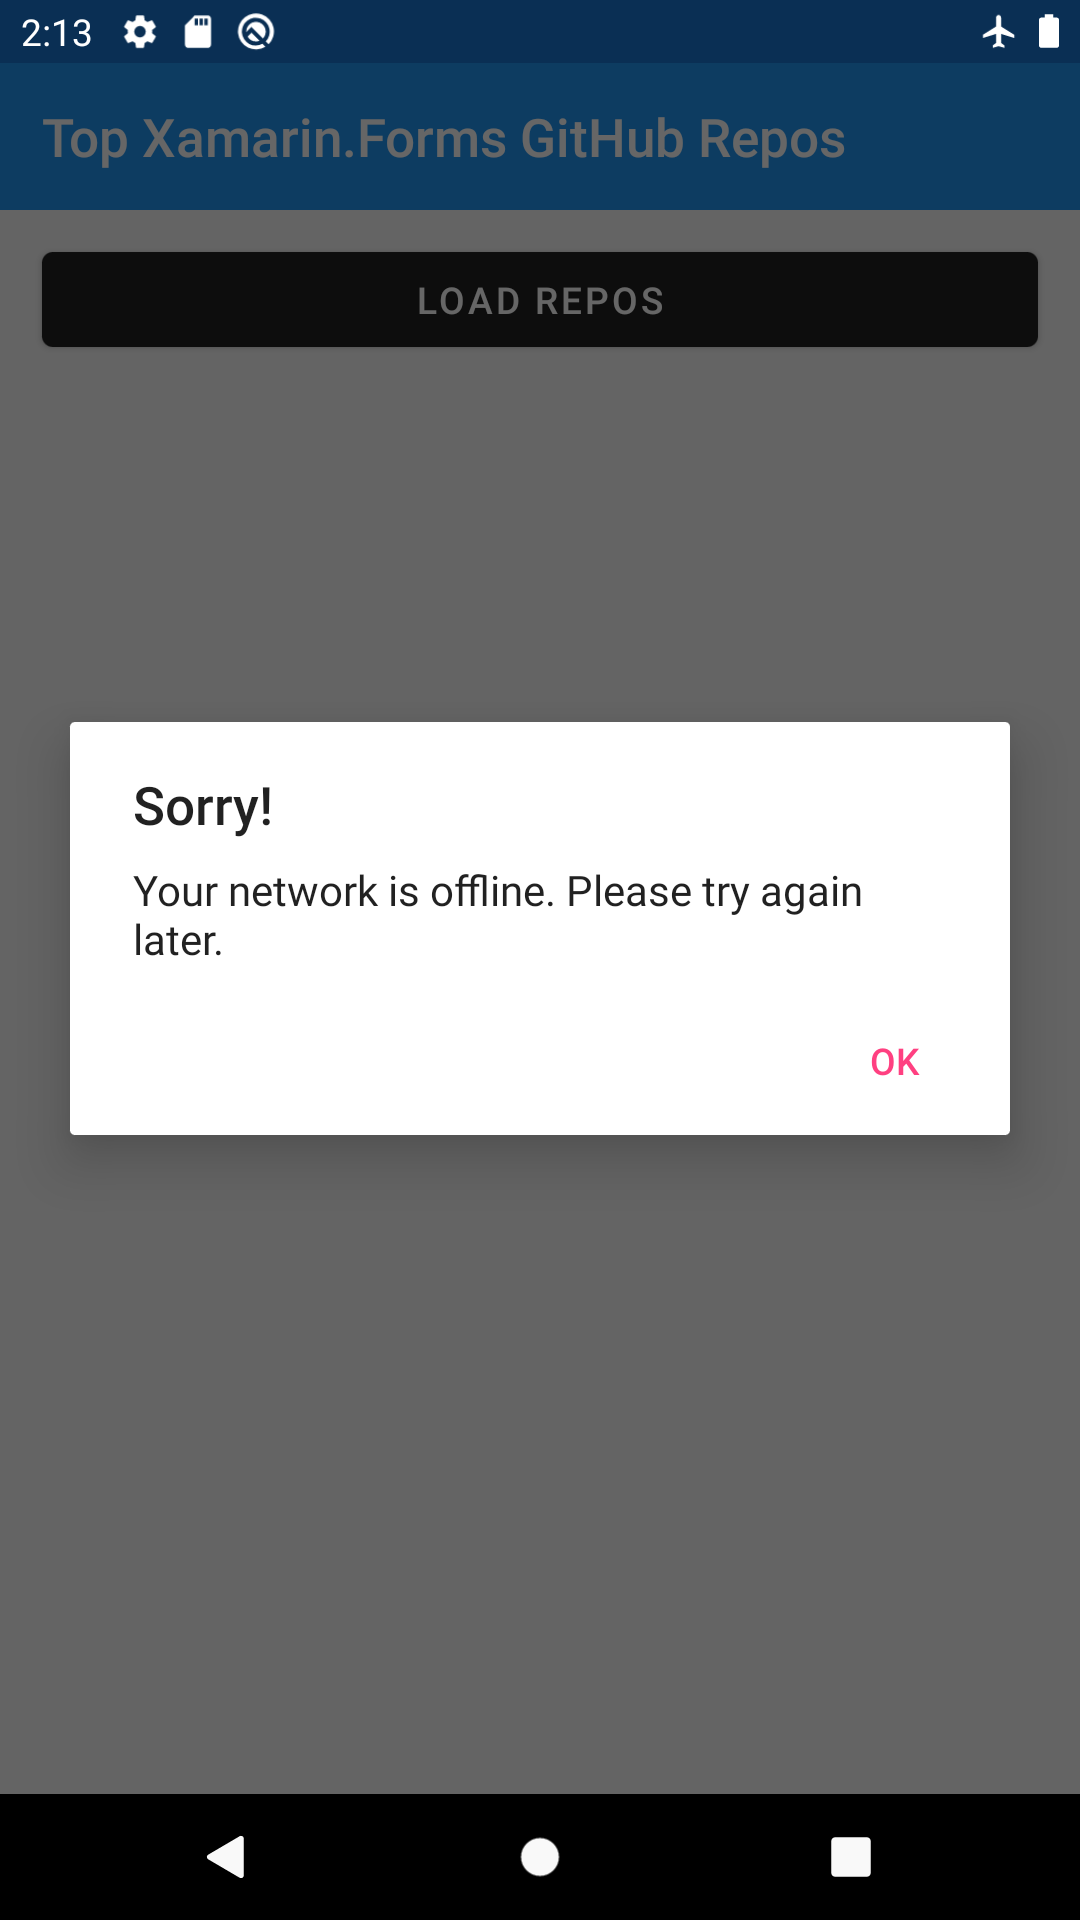 2:13
Top Xamarin.Forms GitHub Repos
LOAD REPOS
Sorry!
Your network is offline. Please try again
later.
OK